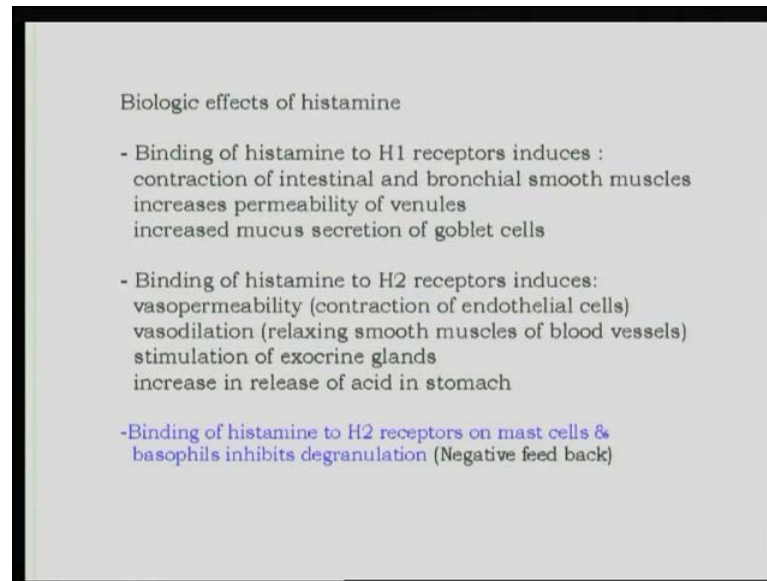 Biologic effects of histamine
- Binding of histamine to H1 receptors induces :
contraction of intestinal and bronchial smooth muscles
increases permeability of venules
increased mucus secretion of goblet cells
- Binding of histamine to H2 receptors induces:
vasopermeability (contraction of endothelial cells)
vasodilation (relaxing smooth muscles of blood vessels)
stimulation of exocrine glands
increase in release of acid in stomach
-Binding of histamine to H2 receptors on mast cells &
basophils inhibits degranulation (Negative feed back)